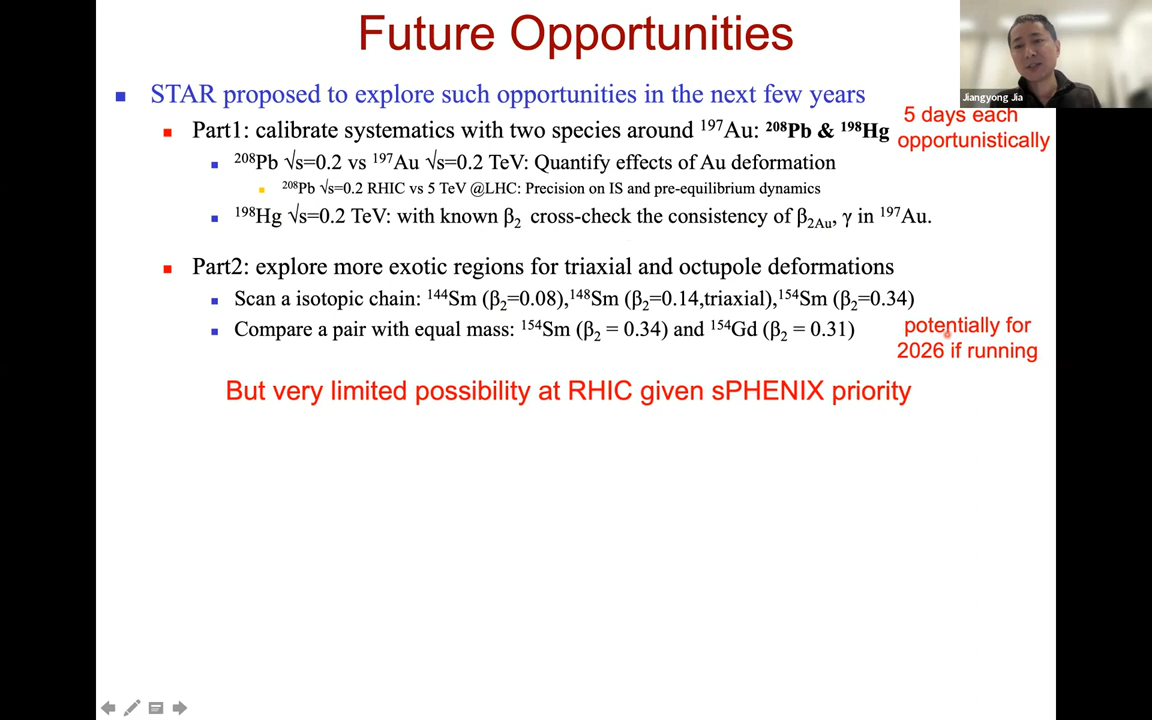 Future Opportunities
Jiangyong Jia
STAR proposed to explore such opportunities in the next few years
Part1: calibrate systematics with two species around ¹⁹⁷Au: ²⁰⁸Pb & ¹⁹⁸Hg
5 days each
opportunistically
²⁰⁸Pb √s=0.2 vs ¹⁹⁷Au √s=0.2 TeV: Quantify effects of Au deformation
²⁰⁸Pb √s=0.2 RHIC vs 5 TeV @LHC: Precision on IS and pre-equilibrium dynamics
¹⁹⁸Hg √s=0.2 TeV: with known β₂ cross-check the consistency of β₂Au, γ in ¹⁹⁷Au.
Part2: explore more exotic regions for triaxial and octupole deformations
Scan a isotopic chain: ¹⁴⁴Sm (β₂=0.08),¹⁴⁸Sm (β₂=0.14,triaxial),¹⁵⁴Sm (β₂=0.34)
Compare a pair with equal mass: ¹⁵⁴Sm (β₂ = 0.34) and ¹⁵⁴Gd (β₂ = 0.31)
potentially for
2026 if running
But very limited possibility at RHIC given sPHENIX priority